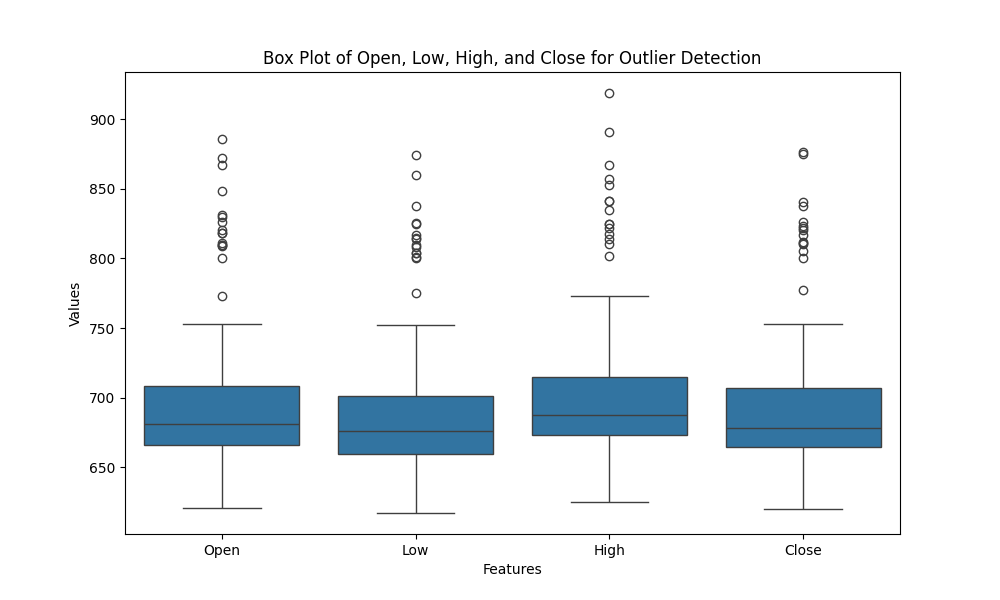 Box Plot of Open, Low, High, and Close for Outlier Detection
900
850
800
750
700
650
Values
Open Low High Close
Features